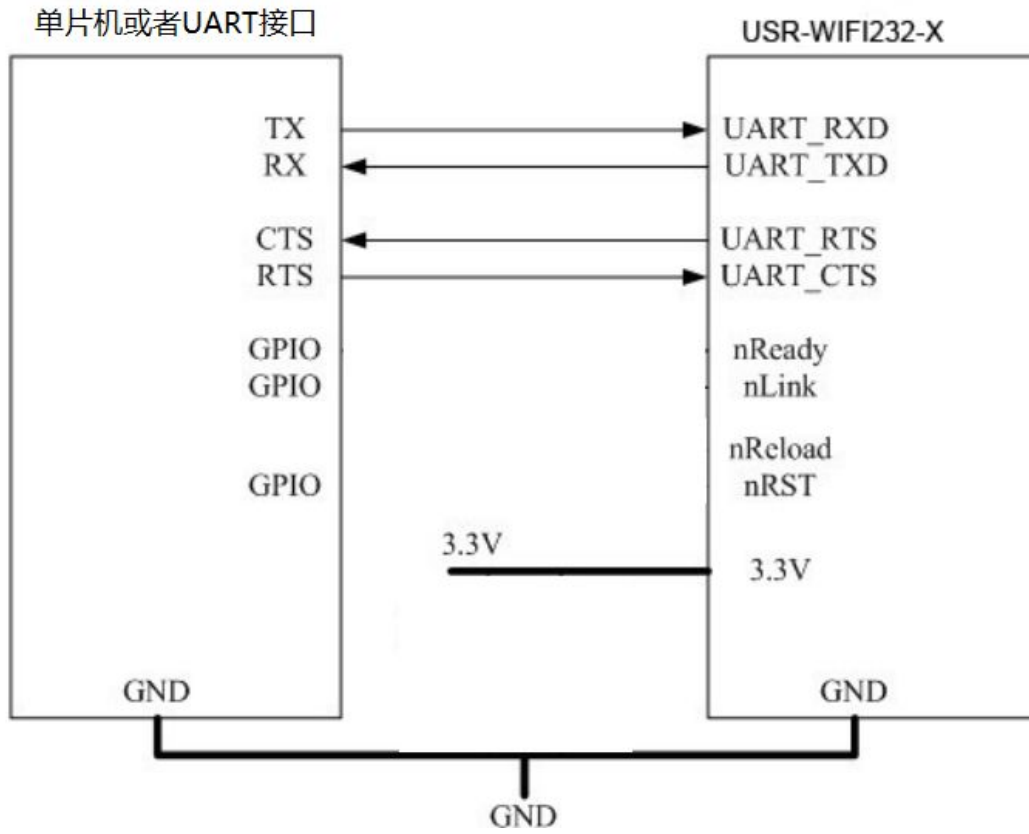 单片机或者UART接口
USR-WIFI232-X
TX
UART_RXD
RX
UART_TXD
CTS
UART_RTS
RTS
UART_CTS
GPIO
nReady
GPIO
nLink
nReload
GPIO
nRST
3.3V
3.3V
GND
GND
GND